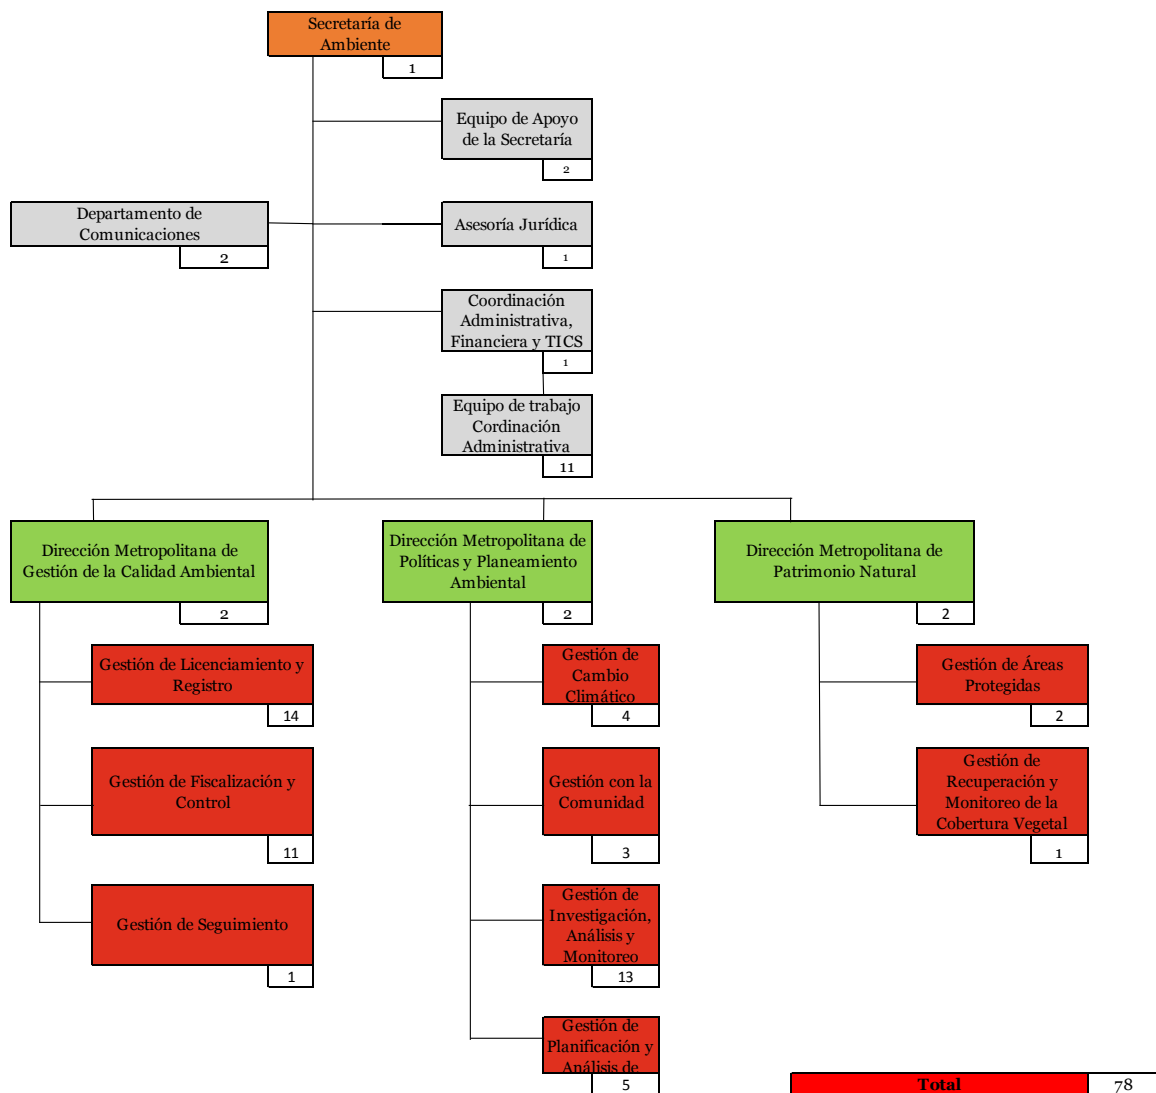 Secretaría de
Ambiente
1
Equipo de Apoyo
de la Secretaría
2
Departamento de
Comunicaciones
2
Asesoría Jurídica
1
Coordinación
Administrativa,
Financiera y TICS
1
Equipo de trabajo
Cordinación
Administrativa
11
Dirección Metropolitana de
Gestión de la Calidad Ambiental
2
Dirección Metropolitana de
Políticas y Planeamiento
Ambiental
2
Dirección Metropolitana de
Patrimonio Natural
2
Gestión de Licenciamiento y
Registro
14
Gestión de Fiscalización y
Control
11
Gestión de Seguimiento
1
Gestión de
Cambio
Climático
4
Gestión con la
Comunidad
3
Gestión de
Investigación,
Análisis y
Monitoreo
13
Gestión de
Planificación y
Análisis de
5
Gestión de Áreas
Protegidas
2
Gestión de
Recuperación y
Monitoreo de la
Cobertura Vegetal
1
Total 78